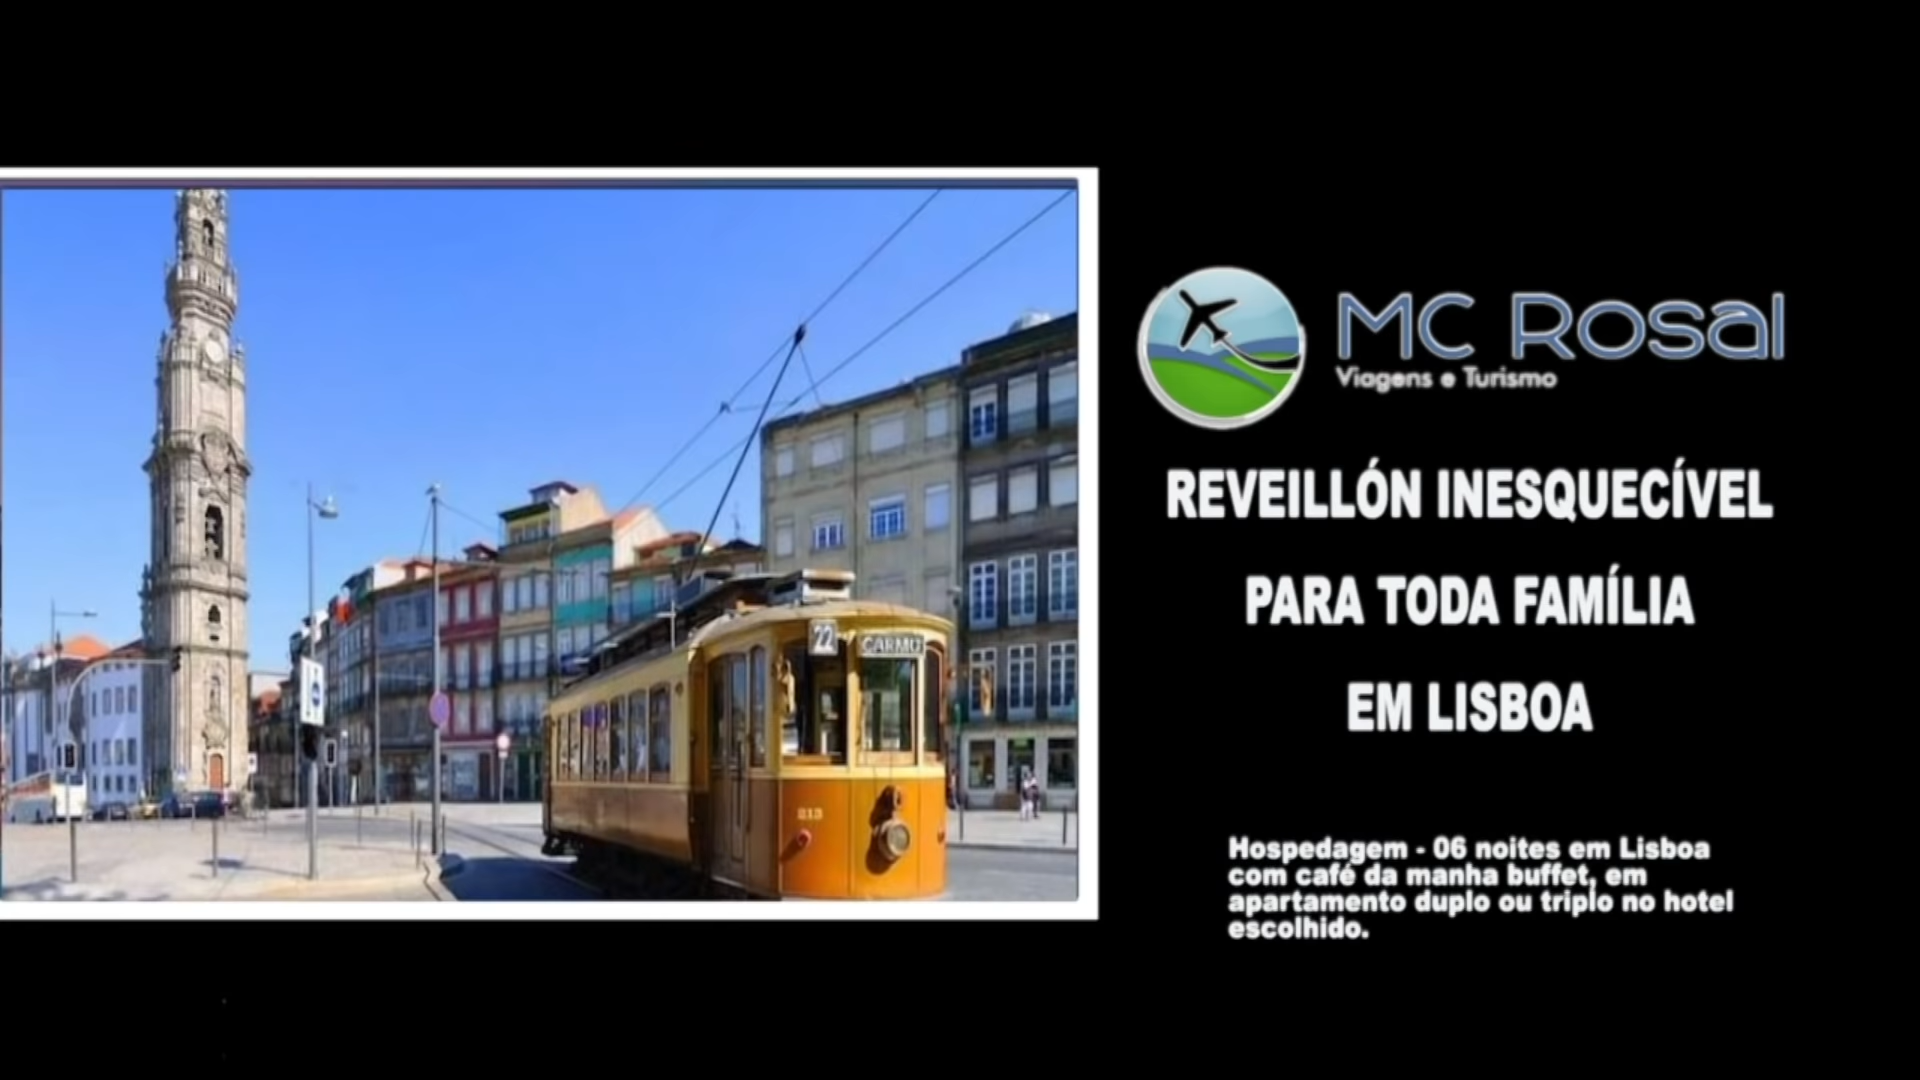 22
CARMO
213
MC Rosal
Viagens e Turismo
REVEILLÓN INESQUECÍVEL
PARA TODA FAMÍLIA
EM LISBOA
Hospedagem - 06 noites em Lisboa
com café da manha buffet, em
apartamento duplo ou triplo no hotel
escolhido.